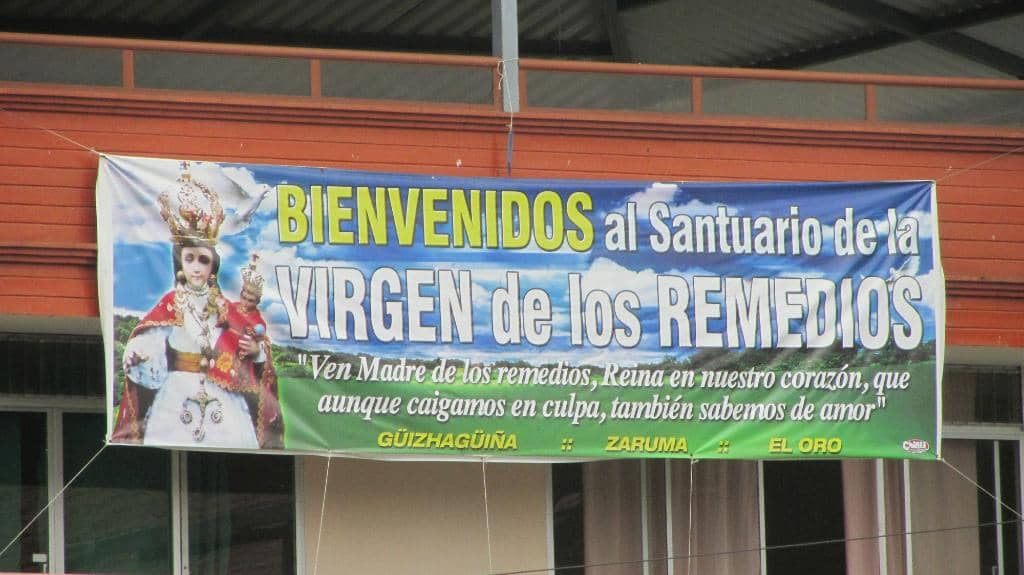 BIENVENIDOS al Santuario de la
VIRGEN de los REMEDIOS
"Ven Madre de los remedios, Reina en nuestro corazón, que
aunque caigamos en culpa, también sabemos de amor"
GÜIZHAGÜIÑA :: ZARUMA :: EL ORO